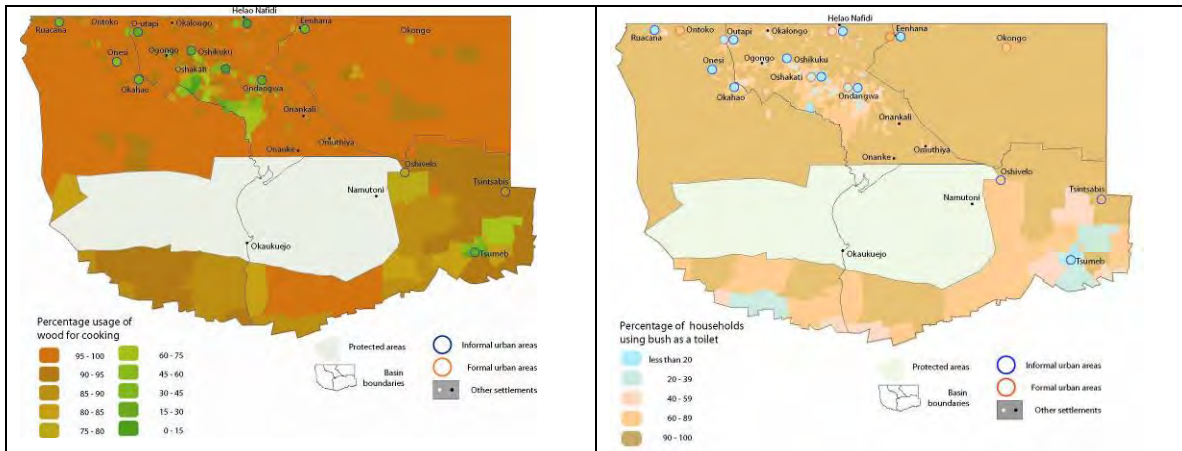 Helao Nafidi
Ruacana
Ontoko
O-utapi
Okalongo
Eenhana
Okongo
Onesi
Ogongo
Oshikuku
Oshakati
Okahao
Ondangwa
Onankali
Onanke
Omuthiya
Oshivelo
Tsintsabis
Namutoni
Okaukuejo
Tsumeb
Percentage usage of
wood for cooking
95 - 100
90 - 95
85 - 90
80 - 85
75 - 80
60 - 75
45 - 60
30 - 45
15 - 30
0 - 15
Protected areas
Basin
boundaries
Informal urban areas
Formal urban areas
Other settlements
Helao Nafidi
Ruacana
Ontoko
Outapi
Okalongo
Eenhana
Okongo
Onesi
Ogongo
Oshikuku
Oshakati
Okahao
Ondangwa
Onankali
Onanke
Omuthiya
Oshivelo
Tsintsabis
Namutoni
Okaukuejo
Tsumeb
Percentage of households
using bush as a toilet
less than 20
20 - 39
40 - 59
60 - 89
90 - 100
Protected areas
Basin
boundaries
Informal urban areas
Formal urban areas
Other settlements